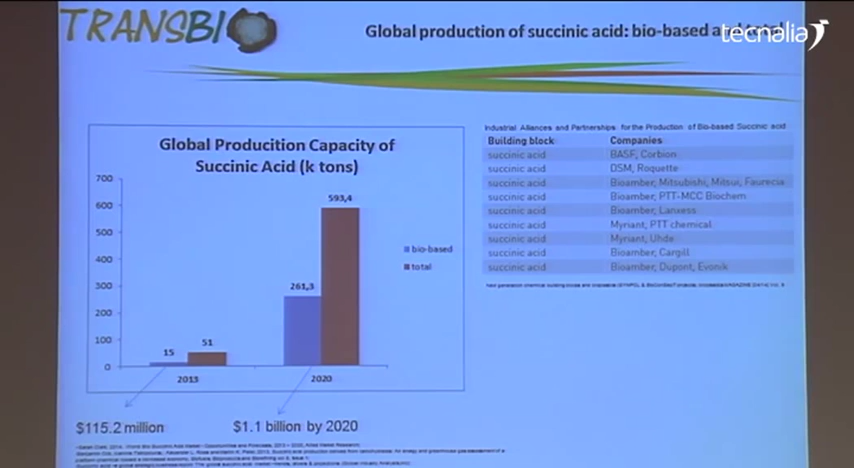 TRANSBIO
Global production of succinic acid: bio-based and total
tecnalia
Global Producition Capacity of
Succinic Acid (k tons)
700
600
500
400
300
200
100
0
15
51
261,3
593,4
2013
2020
bio-based
total
$115.2 million
$1.1 billion by 2020
Industrial Alliances and Partnerships for the Production of Bio-based Succinic acid
Building block Companies
succinic acid BASF, Corbion
succinic acid DSM, Roquette
succinic acid Bioamber, Mitsubishi, Mitsui, Faurecia
succinic acid Bioamber, PTT-MCC Biochem
succinic acid Bioamber, Lanxess
succinic acid Myriant, PTT chemical
succinic acid Myriant, Uhde
succinic acid Bioamber, Cargill
succinic acid Bioamber, Dupont, Evonik